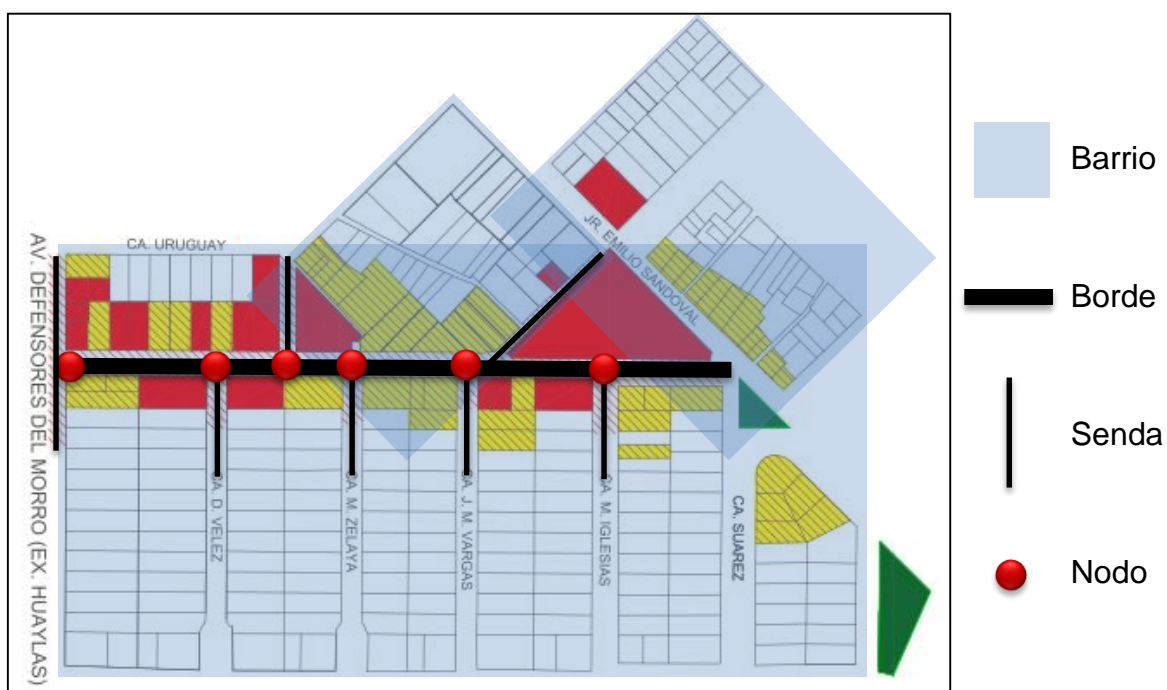 CA. URUGUAY
AV. DEFENSORES DEL MORRO (EX. HUAYLAS)
JR. EMILIO SANDOVAL
CA. D. VELEZ
CA. M. ZELAYA
CA. J. M. VARGAS
CA. M. IGLESIAS
CA. SUAREZ
Barrio
Borde
Senda
Nodo